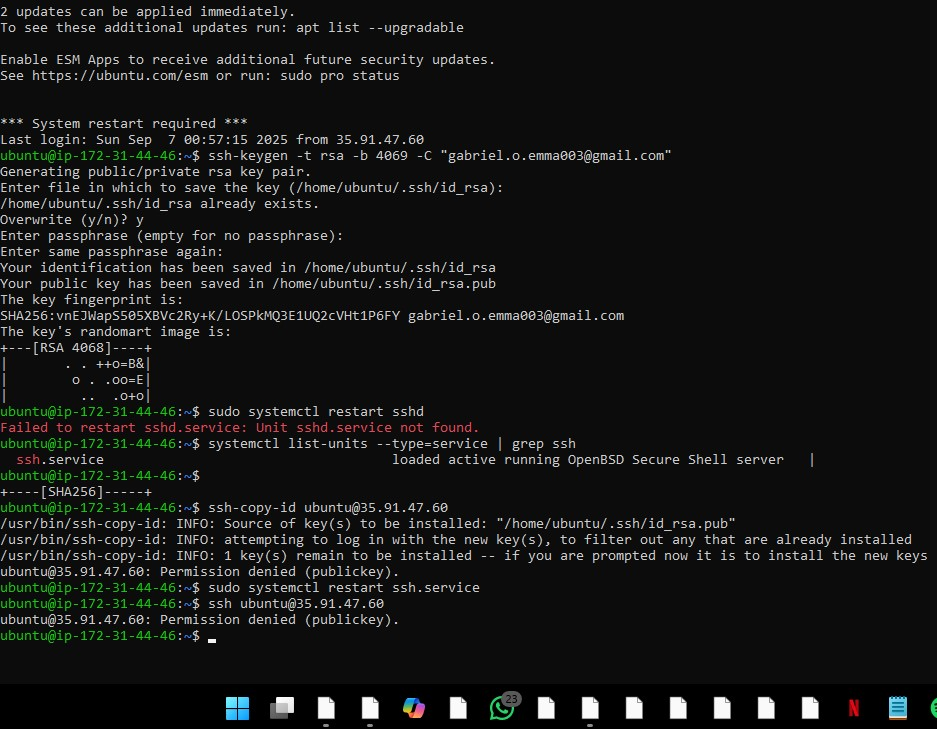 2 updates can be applied immediately.
To see these additional updates run: apt list --upgradable
Enable ESM Apps to receive additional future security updates.
See https://ubuntu.com/esm or run: sudo pro status
*** System restart required ***
Last login: Sun Sep  7 00:57:15 2025 from 35.91.47.60
ubuntu@ip-172-31-44-46:~$ ssh-keygen -t rsa -b 4069 -C "gabriel.o.emma003@gmail.com"
Generating public/private rsa key pair.
Enter file in which to save the key (/home/ubuntu/.ssh/id_rsa):
/home/ubuntu/.ssh/id_rsa already exists.
Overwrite (y/n)? y
Enter passphrase (empty for no passphrase):
Enter same passphrase again:
Your identification has been saved in /home/ubuntu/.ssh/id_rsa
Your public key has been saved in /home/ubuntu/.ssh/id_rsa.pub
The key fingerprint is:
SHA256:vnEJWapS505XBVc2Ry+K/LOSPkMQ3E1UQ2cVHt1P6FY gabriel.o.emma003@gmail.com
The key's randomart image is:
+---[RSA 4068]----+
|       . . ++o=B&|
|        o . .oo=E|
|         ..  .o+o|
ubuntu@ip-172-31-44-46:~$ sudo systemctl restart sshd
Failed to restart sshd.service: Unit sshd.service not found.
ubuntu@ip-172-31-44-46:~$ systemctl list-units --type=service | grep ssh
  ssh.service                                    loaded active running OpenBSD Secure Shell server   |
ubuntu@ip-172-31-44-46:~$
+----[SHA256]-----+
ubuntu@ip-172-31-44-46:~$ ssh-copy-id ubuntu@35.91.47.60
/usr/bin/ssh-copy-id: INFO: Source of key(s) to be installed: "/home/ubuntu/.ssh/id_rsa.pub"
/usr/bin/ssh-copy-id: INFO: attempting to log in with the new key(s), to filter out any that are already installed
/usr/bin/ssh-copy-id: INFO: 1 key(s) remain to be installed -- if you are prompted now it is to install the new keys
ubuntu@35.91.47.60: Permission denied (publickey).
ubuntu@ip-172-31-44-46:~$ sudo systemctl restart ssh.service
ubuntu@ip-172-31-44-46:~$ ssh ubuntu@35.91.47.60
ubuntu@35.91.47.60: Permission denied (publickey).
ubuntu@ip-172-31-44-46:~$
23
N